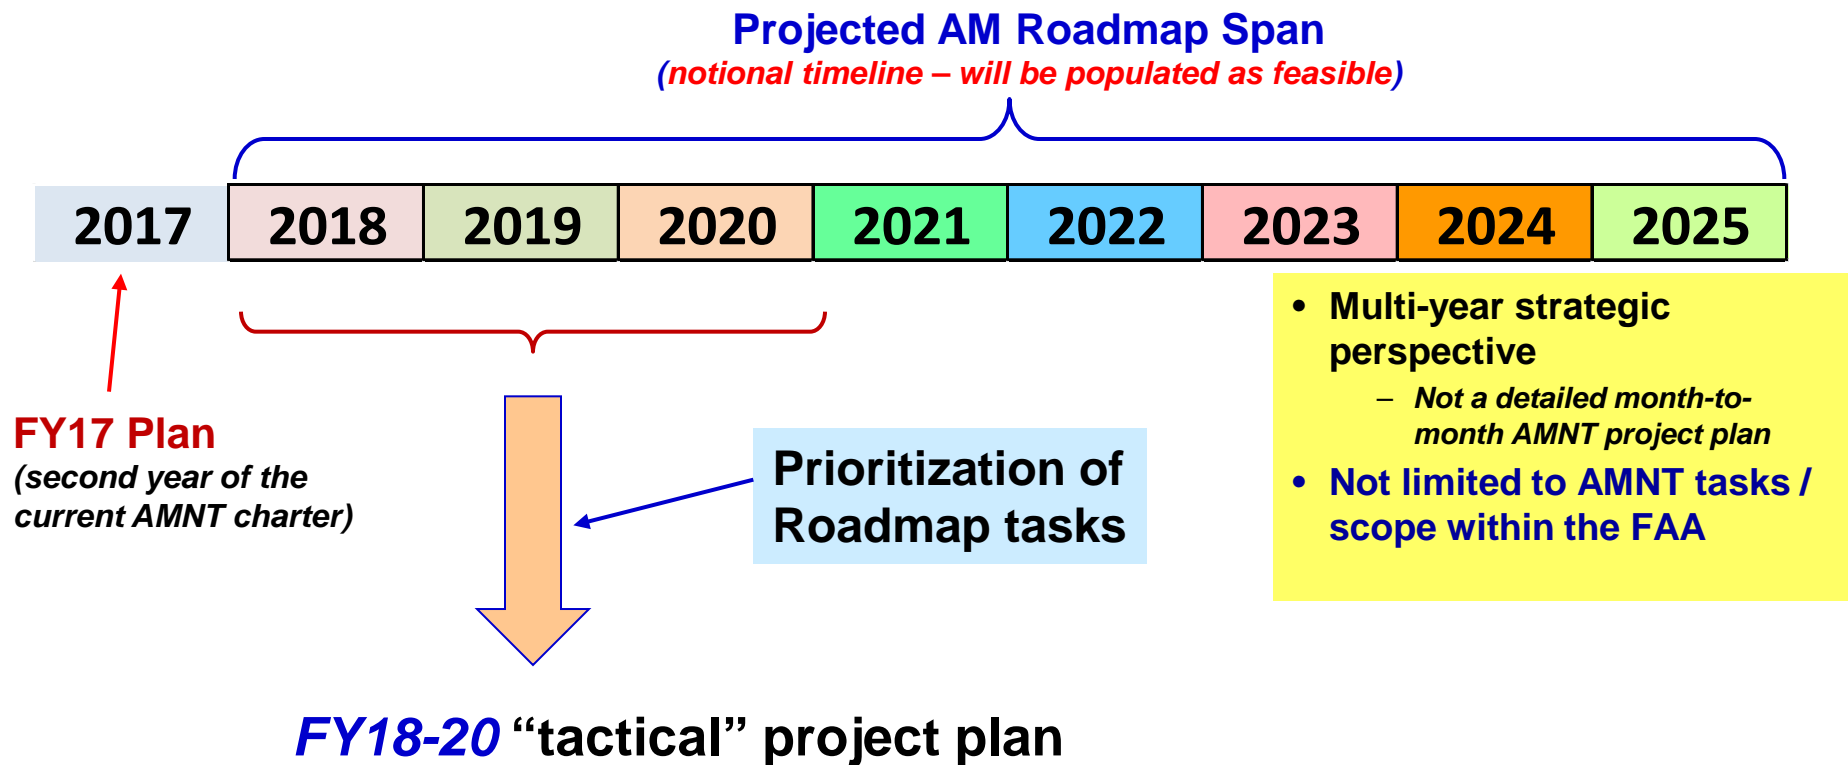 Projected AM Roadmap Span
(notional timeline – will be populated as feasible)
2017 2018 2019 2020 2021 2022 2023 2024 2025
FY17 Plan
(second year of the
current AMNT charter)
Prioritization of
Roadmap tasks
• Multi-year strategic
perspective
– Not a detailed month-to-
month AMNT project plan
• Not limited to AMNT tasks /
scope within the FAA
FY18-20 “tactical” project plan